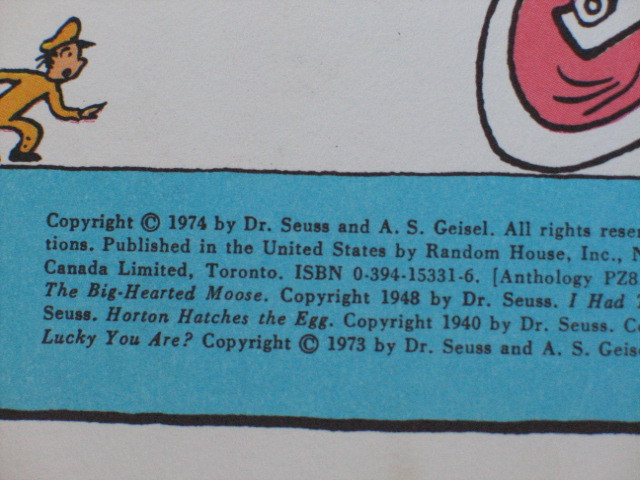 Copyright © 1974 by Dr. Seuss and A. S. Geisel. All rights
tions. Published in the United States by Random House, Inc.,
Canada Limited, Toronto. ISBN 0-394-15331-6. [Anthology PZ8
The Big-Hearted Moose. Copyright 1948 by Dr. Seuss. I Had
Seuss. Horton Hatches the Egg. Copyright 1940 by Dr. Seuss.
Lucky You Are? Copyright © 1973 by Dr. Seuss and A. S.